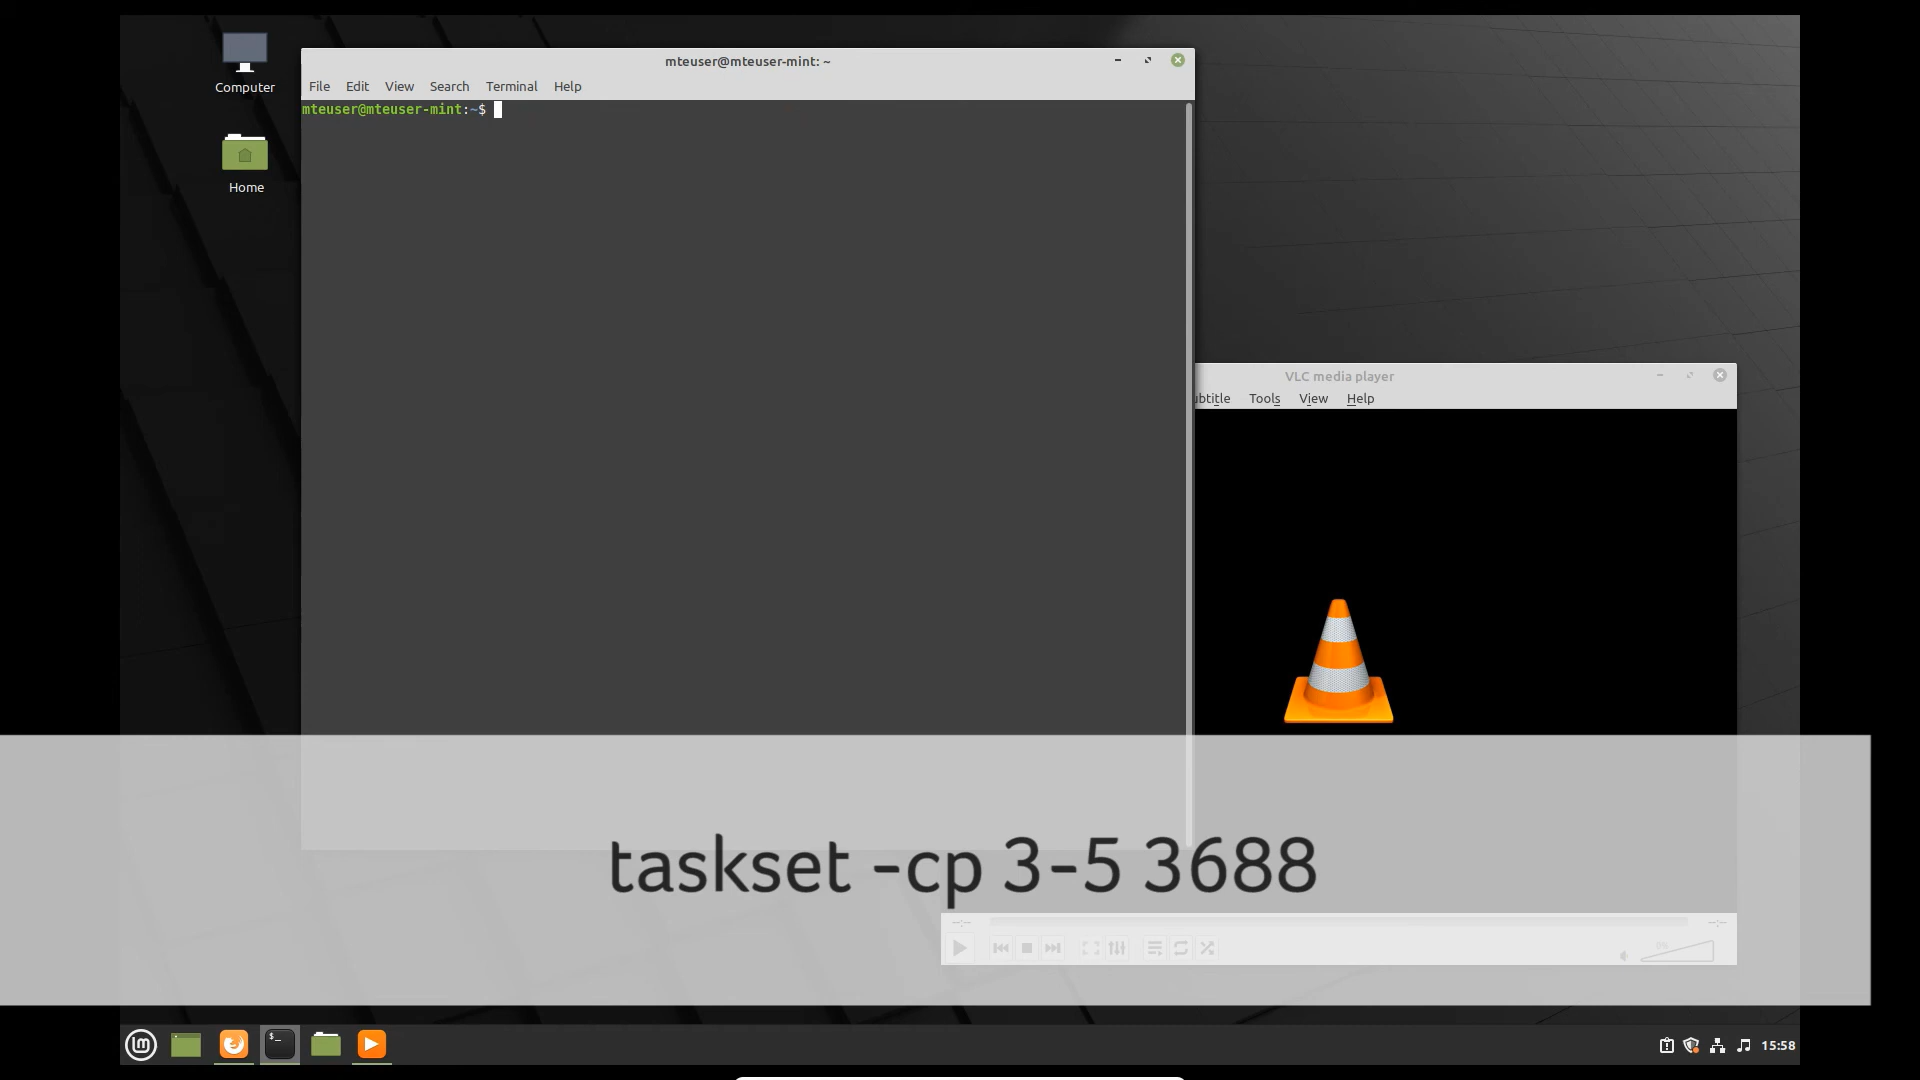 Computer
Home
mteuser@mteuser-mint: ~
File Edit View Search Terminal Help
mteuser@mteuser-mint:~$
VLC media player
ubtitle Tools View Help
taskset -cp 3-5 3688
--:--
--:--
0%
$_
15:58